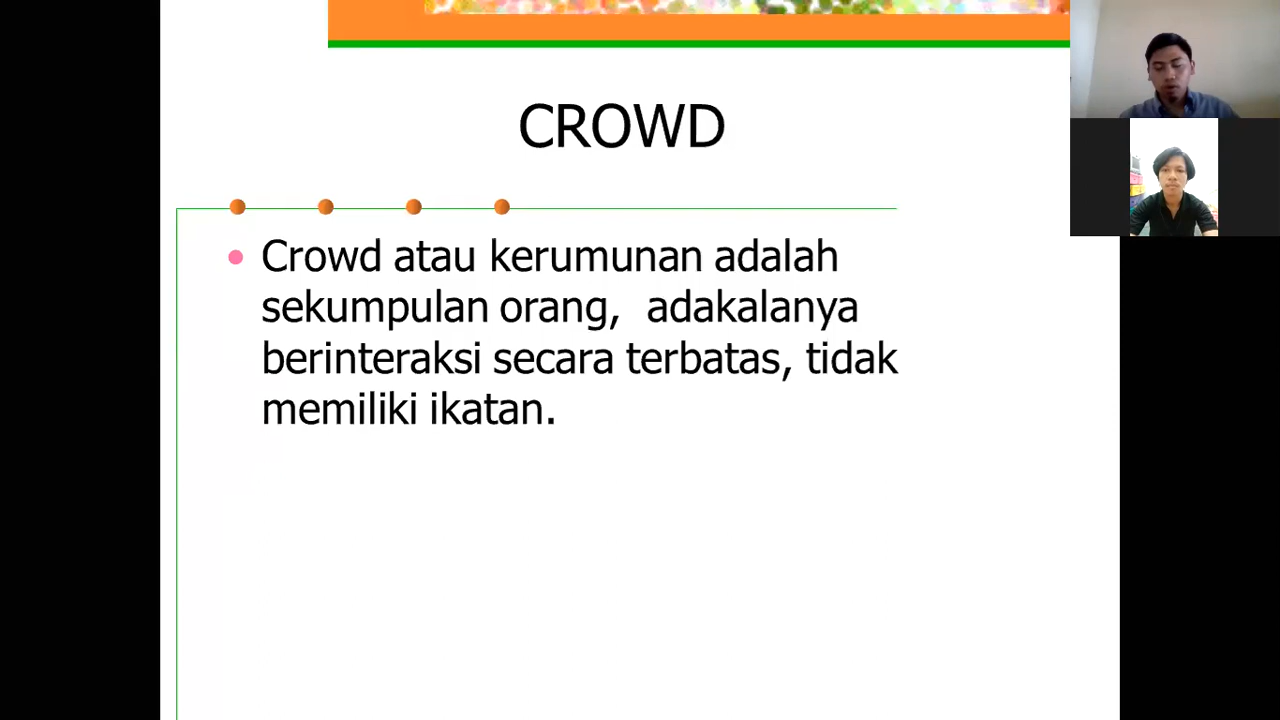 CROWD
• Crowd atau kerumunan adalah
sekumpulan orang, adakalanya
berinteraksi secara terbatas, tidak
memiliki ikatan.